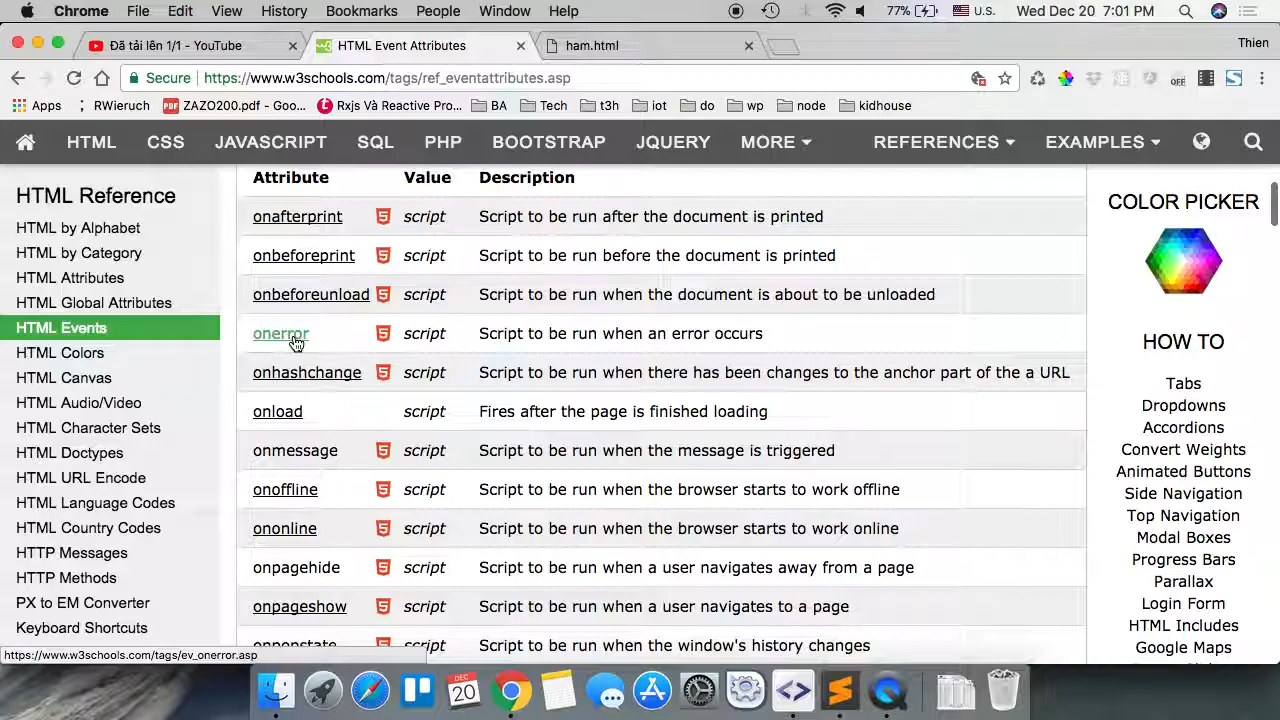 Chrome File Edit View History Bookmarks People Window Help 77% U.S. Wed Dec 20 7:01 PM
Đã tải lên 1/1 - YouTube HTML Event Attributes ham.html Thien
Secure https://www.w3schools.com/tags/ref_eventattributes.asp
Apps RWieruch ZAZO200.pdf - Goo... Rxjs Và Reactive Pro... BA Tech t3h iot do wp node kidhouse
HTML CSS JAVASCRIPT SQL PHP BOOTSTRAP JQUERY MORE REFERENCES EXAMPLES
HTML Reference
HTML by Alphabet
HTML by Category
HTML Attributes
HTML Global Attributes
HTML Events
HTML Colors
HTML Canvas
HTML Audio/Video
HTML Character Sets
HTML Doctypes
HTML URL Encode
HTML Language Codes
HTML Country Codes
HTTP Messages
HTTP Methods
PX to EM Converter
Keyboard Shortcuts
Attribute Value Description
onafterprint script Script to be run after the document is printed
onbeforeprint script Script to be run before the document is printed
onbeforeunload script Script to be run when the document is about to be unloaded
onerror script Script to be run when an error occurs
onhashchange script Script to be run when there has been changes to the anchor part of the a URL
onload script Fires after the page is finished loading
onmessage script Script to be run when the message is triggered
onoffline script Script to be run when the browser starts to work offline
ononline script Script to be run when the browser starts to work online
onpagehide script Script to be run when a user navigates away from a page
onpageshow script Script to be run when a user navigates to a page
onpopstate script Script to be run when the window's history changes
COLOR PICKER
HOW TO
Tabs
Dropdowns
Accordions
Convert Weights
Animated Buttons
Side Navigation
Top Navigation
Modal Boxes
Progress Bars
Parallax
Login Form
HTML Includes
Google Maps
https://www.w3schools.com/tags/ev_onerror.asp
DEC
20